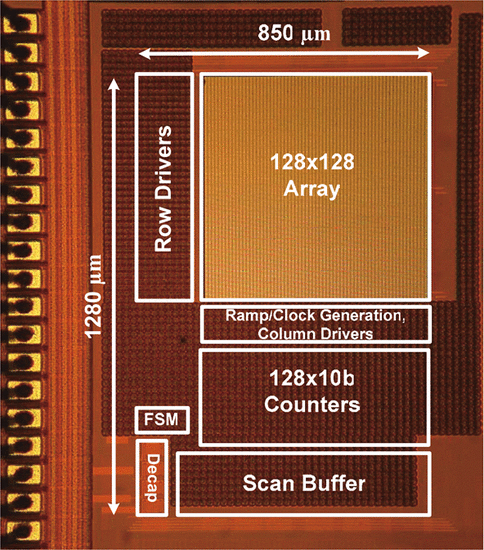 850 µm
1280 µm
Row Drivers
128x128
Array
Ramp/Clock Generation,
Column Drivers
128x10b
Counters
FSM
Decap
Scan Buffer